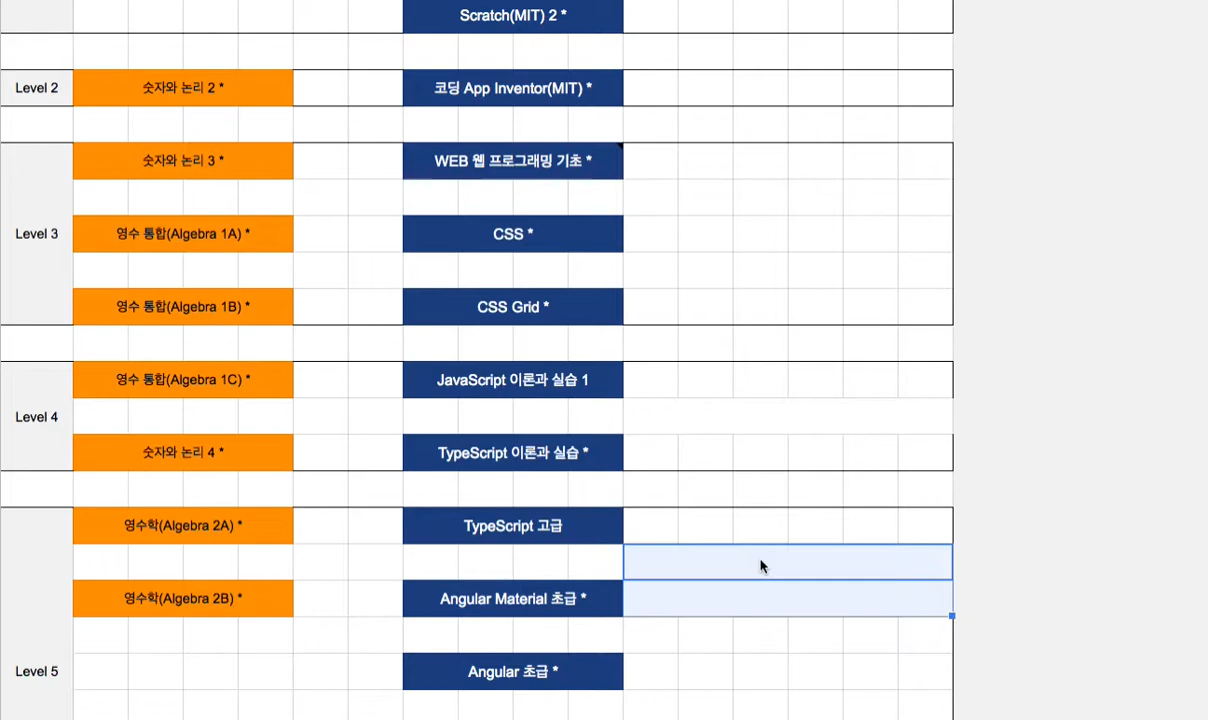 Scratch(MIT) 2 *
Level 2
숫자와 논리 2 *
코딩 App Inventor(MIT) *
숫자와 논리 3 *
WEB 웹 프로그래밍 기초 *
Level 3
영수 통합(Algebra 1A) *
CSS *
영수 통합(Algebra 1B) *
CSS Grid *
영수 통합(Algebra 1C) *
JavaScript 이론과 실습 1
Level 4
숫자와 논리 4 *
TypeScript 이론과 실습 *
영수학(Algebra 2A) *
TypeScript 고급
영수학(Algebra 2B) *
Angular Material 초급 *
Level 5
Angular 초급 *